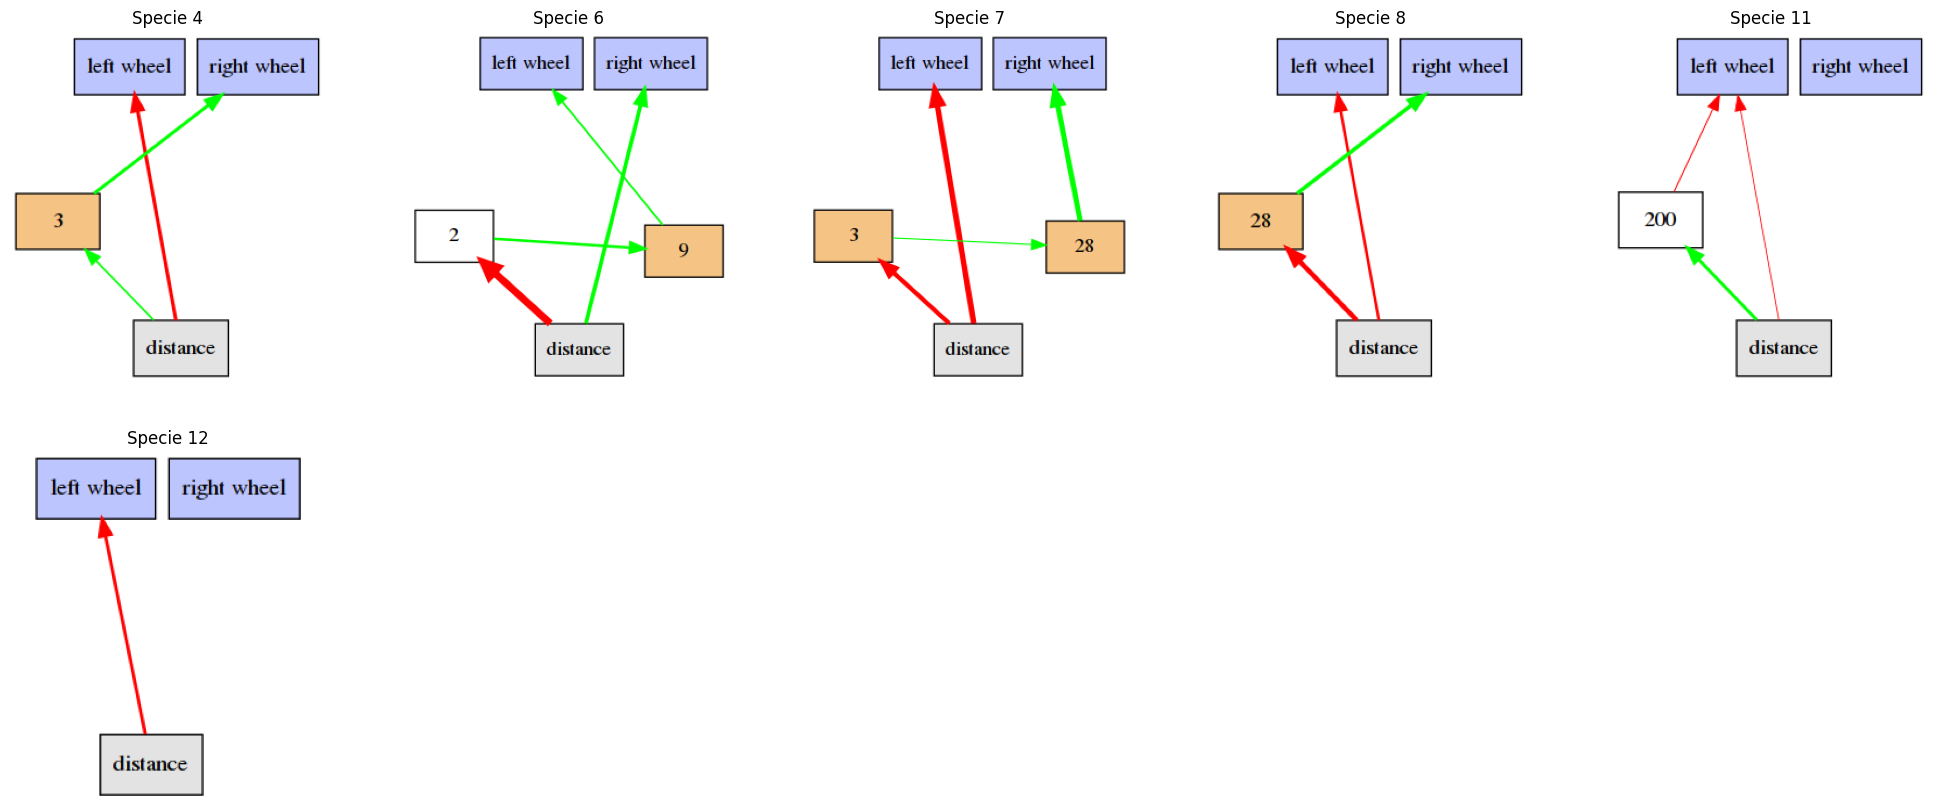 Specie 4
left wheel
right wheel
3
distance
Specie 6
left wheel
right wheel
2
9
distance
Specie 7
left wheel
right wheel
3
28
distance
Specie 8
left wheel
right wheel
28
distance
Specie 11
left wheel
right wheel
200
distance
Specie 12
left wheel
right wheel
distance